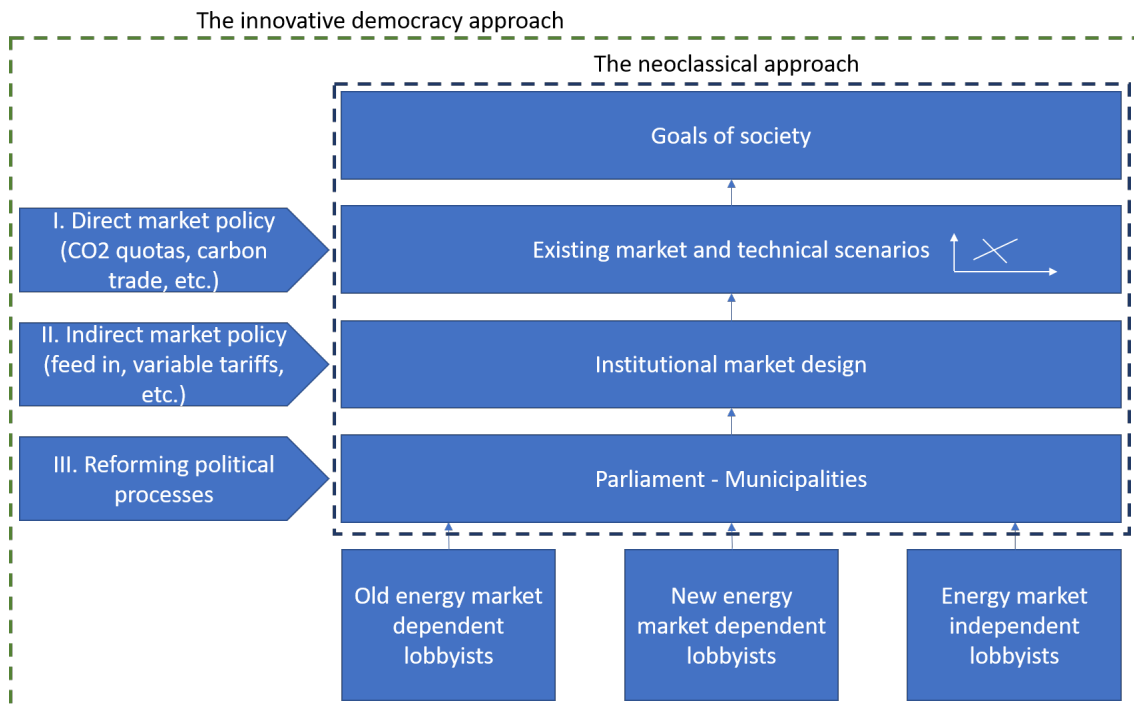 The innovative democracy approach
The neoclassical approach
Goals of society
I. Direct market policy
(CO2 quotas, carbon
trade, etc.)
Existing market and technical scenarios
II. Indirect market policy
(feed in, variable tariffs,
etc.)
Institutional market design
III. Reforming political
processes
Parliament - Municipalities
Old energy market
dependent
lobbyists
New energy
market dependent
lobbyists
Energy market
independent
lobbyists